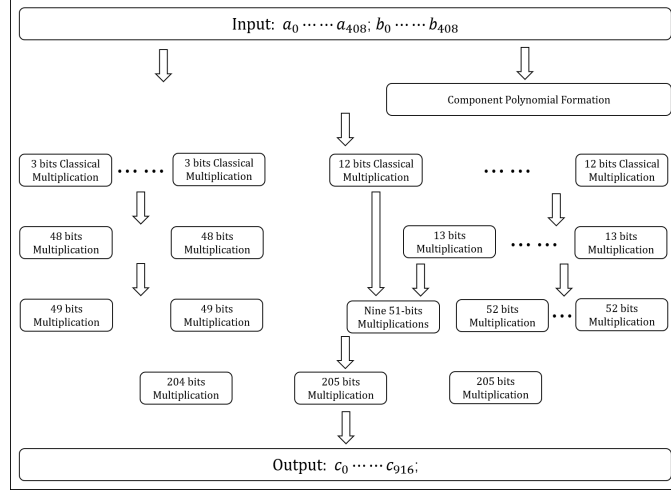 Input: a₀ ⋯⋯ a₄₀₈; b₀ ⋯⋯ b₄₀₈
Component Polynomial Formation
3 bits Classical
Multiplication
⋯ ⋯
3 bits Classical
Multiplication
12 bits Classical
Multiplication
⋯ ⋯
12 bits Classical
Multiplication
48 bits
Multiplication
48 bits
Multiplication
13 bits
Multiplication
⋯ ⋯
13 bits
Multiplication
49 bits
Multiplication
49 bits
Multiplication
Nine 51-bits
Multiplications
52 bits
Multiplication
⋯
52 bits
Multiplication
204 bits
Multiplication
205 bits
Multiplication
205 bits
Multiplication
Output: c₀ ⋯⋯ c₉₁₆;